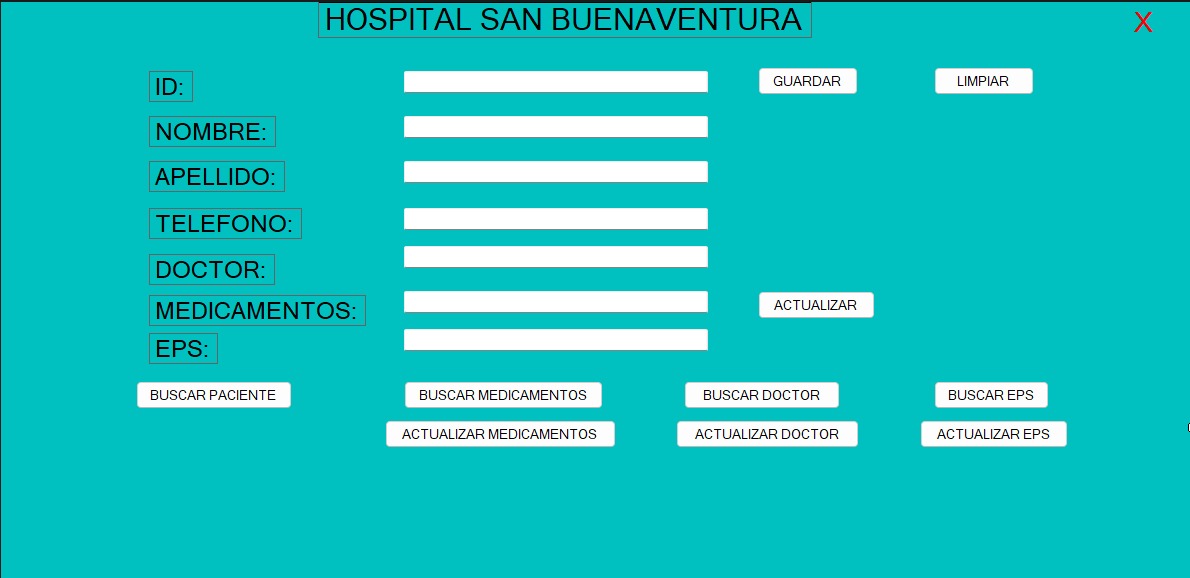 HOSPITAL SAN BUENAVENTURA
X
ID:
GUARDAR
LIMPIAR
NOMBRE:
APELLIDO:
TELEFONO:
DOCTOR:
MEDICAMENTOS:
ACTUALIZAR
EPS:
BUSCAR PACIENTE
BUSCAR MEDICAMENTOS
BUSCAR DOCTOR
BUSCAR EPS
ACTUALIZAR MEDICAMENTOS
ACTUALIZAR DOCTOR
ACTUALIZAR EPS